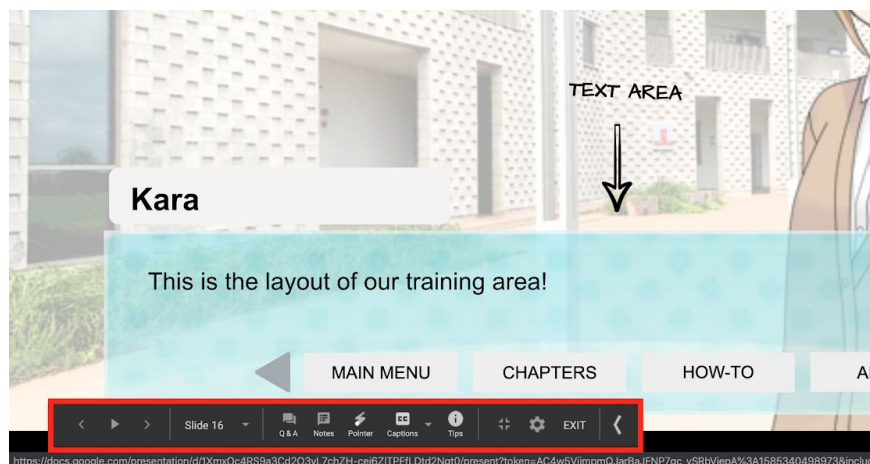 TEXT AREA
Kara
This is the layout of our training area!
MAIN MENU CHAPTERS HOW-TO
Slide 16 Q & A Notes Pointer Captions Tips EXIT